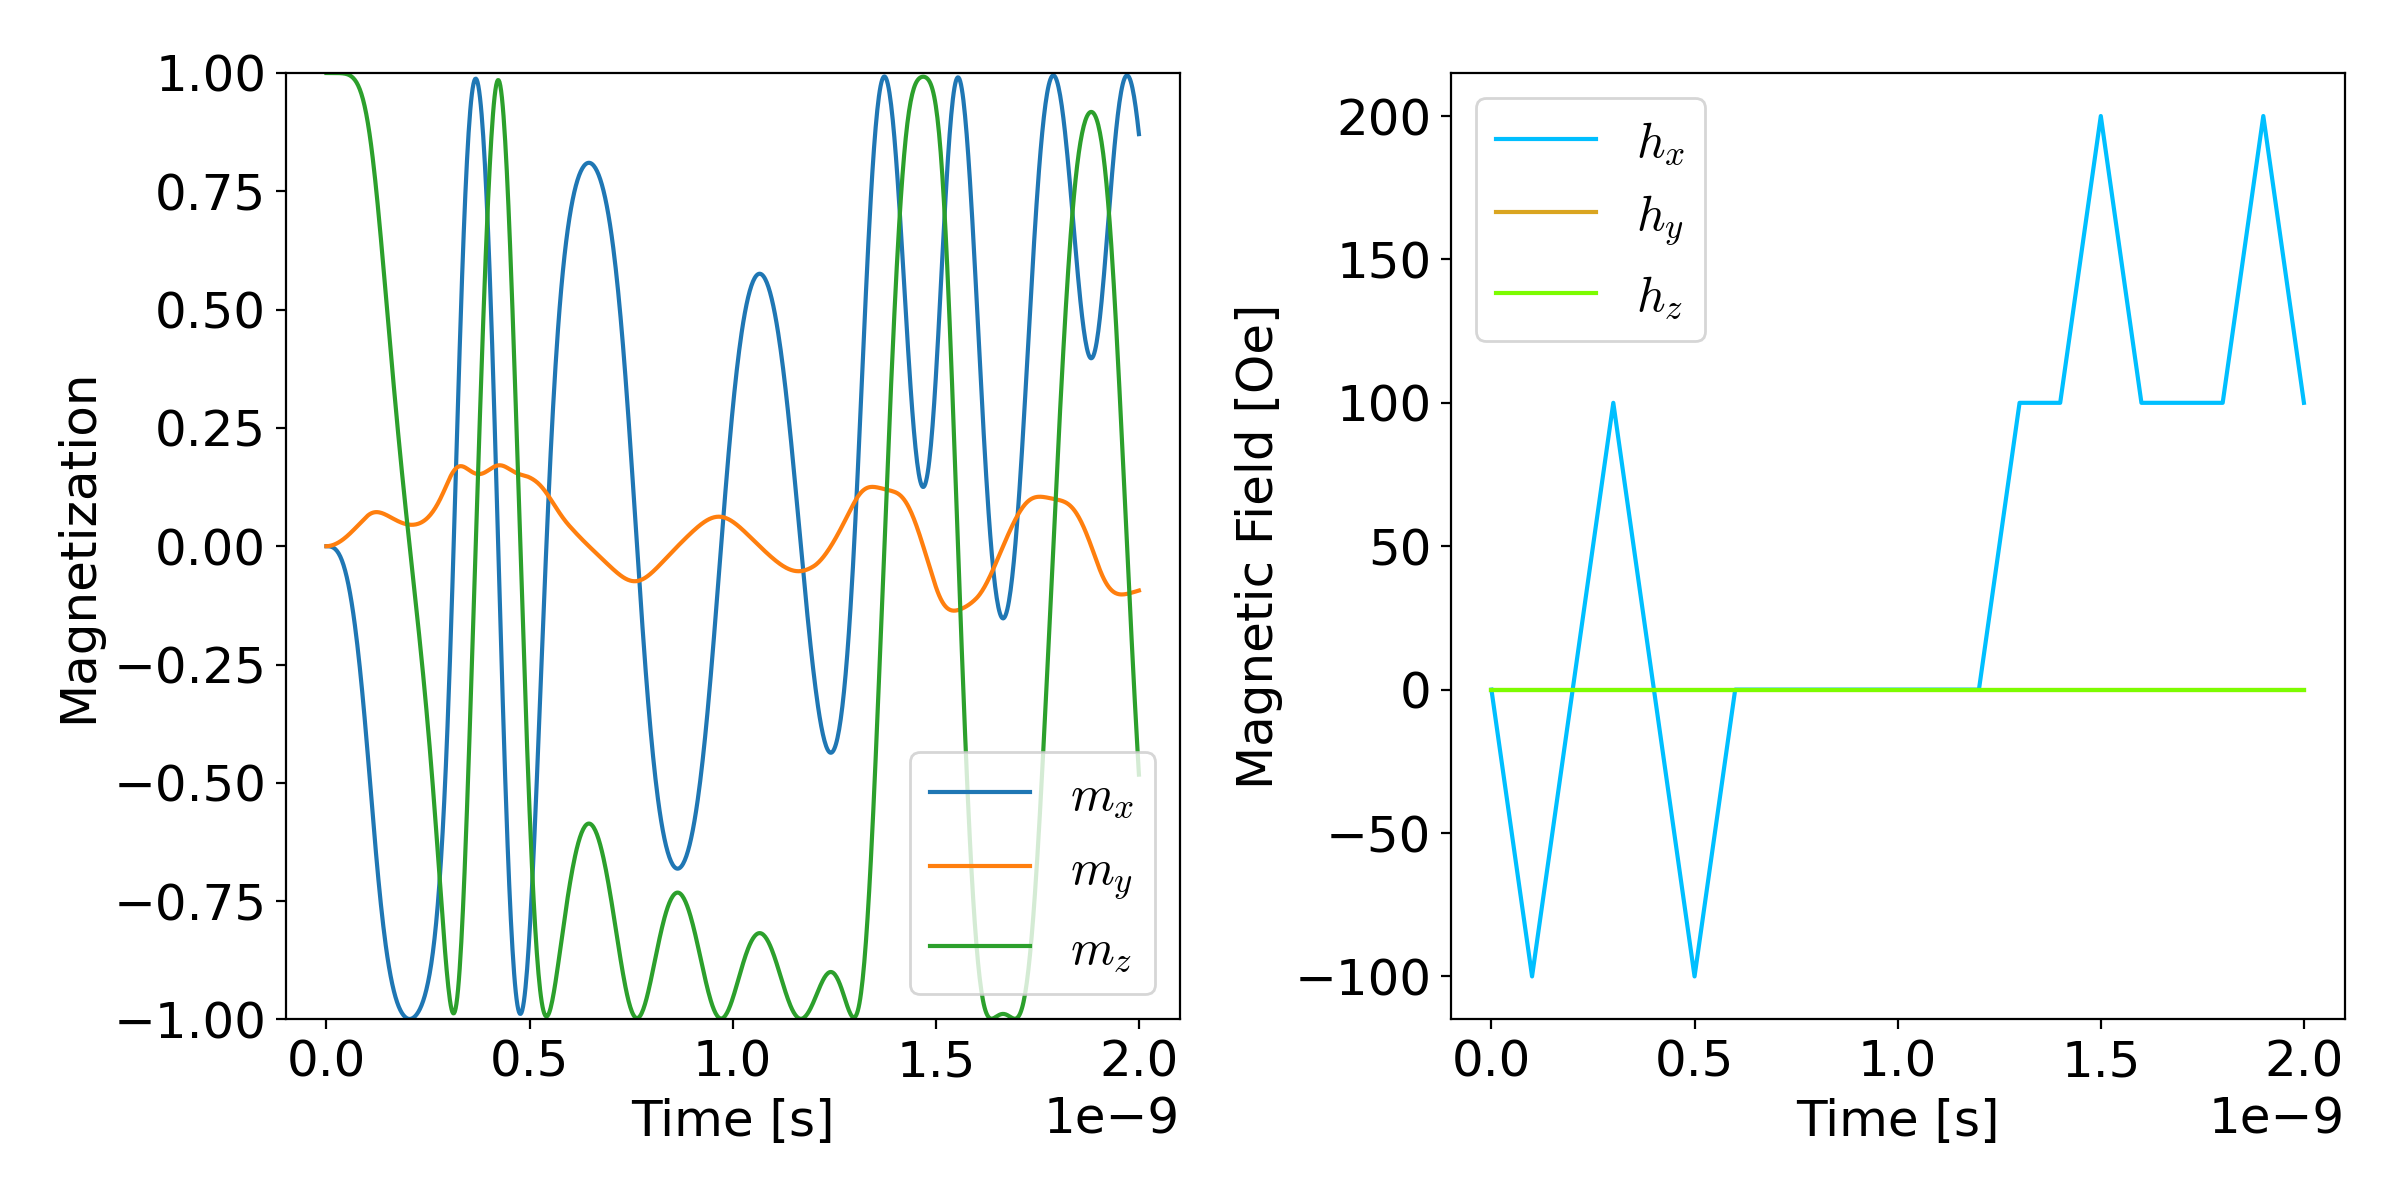 1.00
0.75
0.50
0.25
0.00
−0.25
−0.50
−0.75
−1.00
Magnetization
0.0 0.5 1.0 1.5 2.0
Time [s]
1e−9
m_x
m_y
m_z
200
150
100
50
0
−50
−100
Magnetic Field [Oe]
0.0 0.5 1.0 1.5 2.0
Time [s]
1e−9
h_x
h_y
h_z